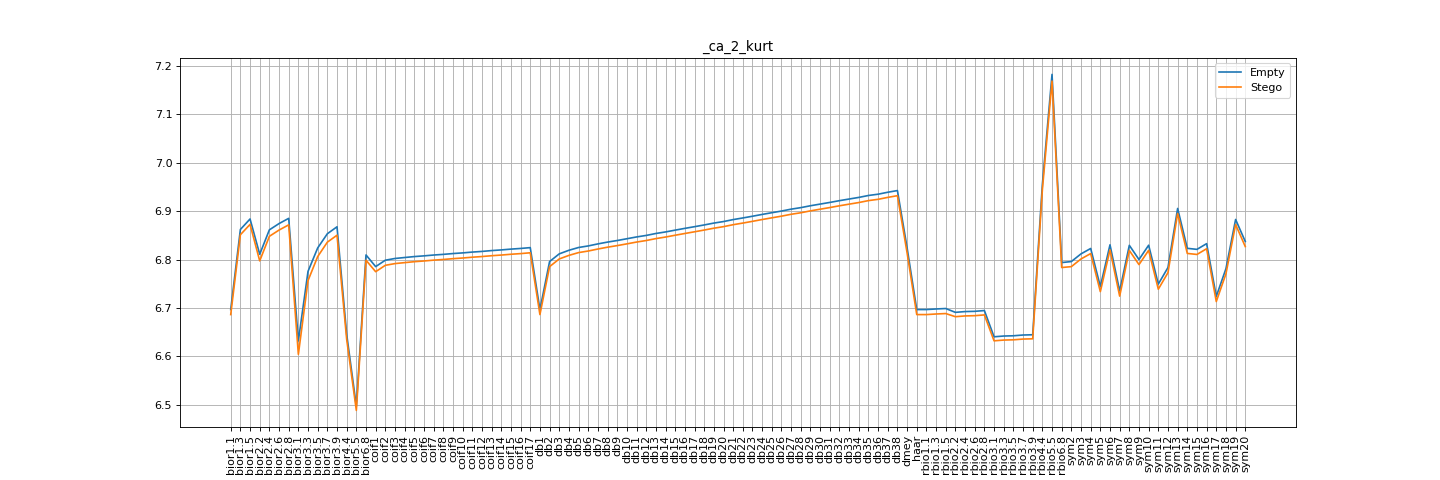 _ca_2_kurt
7.2
7.1
7.0
6.9
6.8
6.7
6.6
6.5
Empty
Stego
bior1.1
bior1.3
bior1.5
bior2.2
bior2.4
bior2.6
bior2.8
bior3.1
bior3.3
bior3.5
bior3.7
bior3.9
bior4.4
bior5.5
bior6.8
coif1
coif2
coif3
coif4
coif5
coif6
coif7
coif8
coif9
coif10
coif11
coif12
coif13
coif14
coif15
coif16
coif17
db1
db2
db3
db4
db5
db6
db7
db8
db9
db10
db11
db12
db13
db14
db15
db16
db17
db18
db19
db20
db21
db22
db23
db24
db25
db26
db27
db28
db29
db30
db31
db32
db33
db34
db35
db36
db37
db38
dmey
haar
rbio1.1
rbio1.3
rbio1.5
rbio2.2
rbio2.4
rbio2.6
rbio2.8
rbio3.1
rbio3.3
rbio3.5
rbio3.7
rbio3.9
rbio4.4
rbio5.5
rbio6.8
sym2
sym3
sym4
sym5
sym6
sym7
sym8
sym9
sym10
sym11
sym12
sym13
sym14
sym15
sym16
sym17
sym18
sym19
sym20